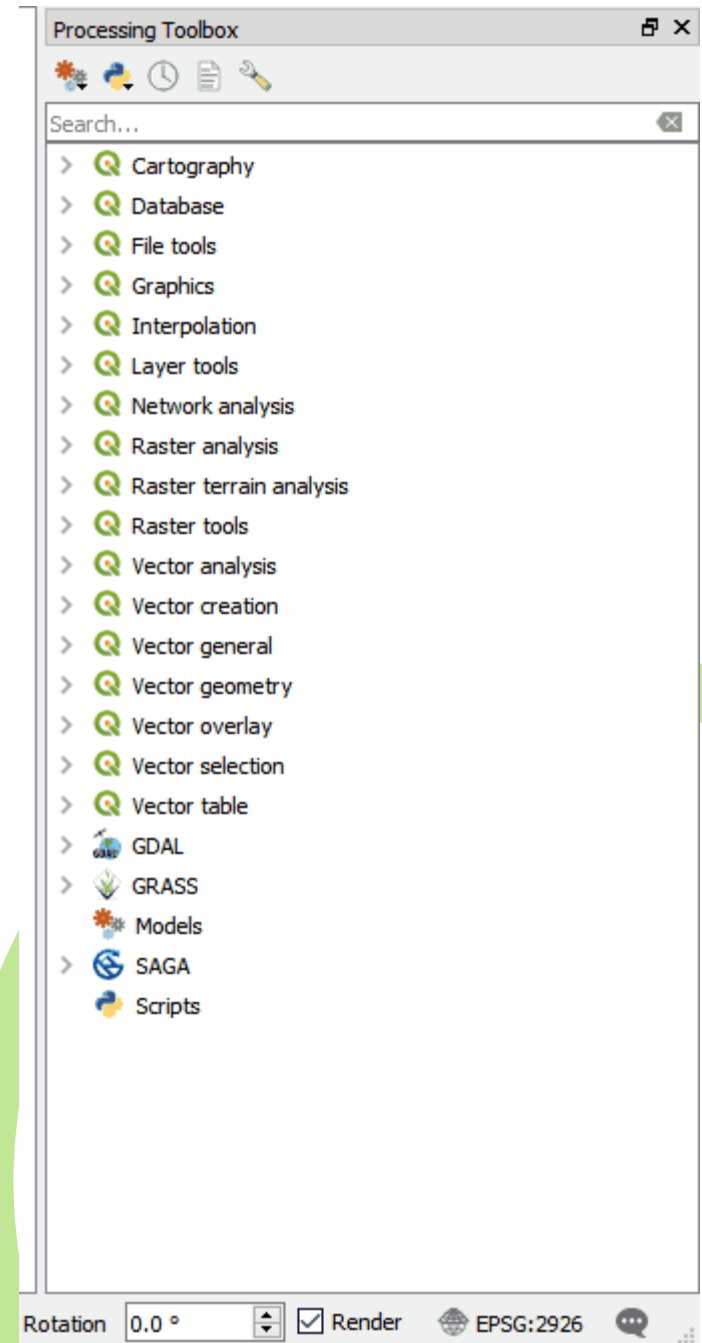 Processing Toolbox
Search...
Cartography
Database
File tools
Graphics
Interpolation
Layer tools
Network analysis
Raster analysis
Raster terrain analysis
Raster tools
Vector analysis
Vector creation
Vector general
Vector geometry
Vector overlay
Vector selection
Vector table
GDAL
GRASS
Models
SAGA
Scripts
Rotation 0.0 ° Render EPSG:2926